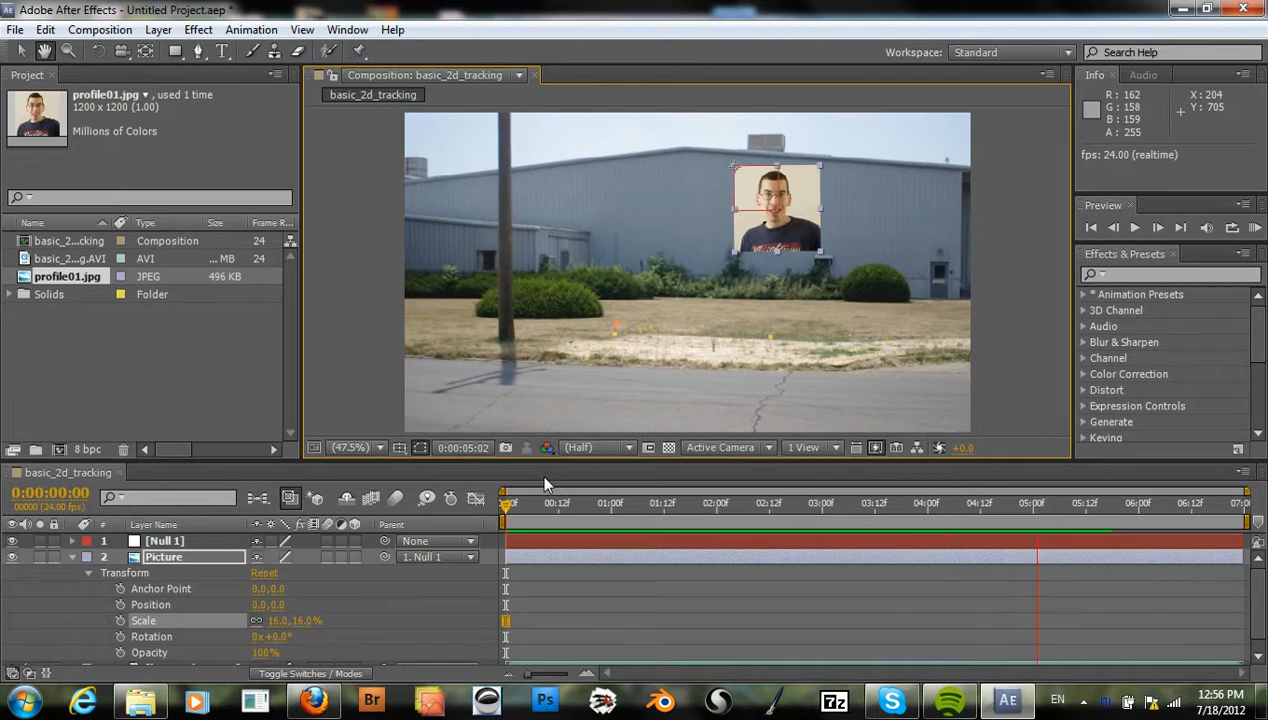 Adobe After Effects - Untitled Project.aep *
File Edit Composition Layer Effect Animation View Window Help
Workspace: Standard
Search Help
Project
profile01.jpg▼, used 1 time
1200 x 1200 (1.00)
Millions of Colors
Name Type Size Frame R
basic_2...cking Composition 24
basic_2...g.AVI AVI ... MB 24
profile01.jpg JPEG 496 KB
Solids Folder
8 bpc
Composition: basic_2d_tracking
basic_2d_tracking
(47.5%) 0:00:05:02 (Half) Active Camera 1 View +0.0
Info Audio
R : 162 X : 204
G : 158 Y : 705
B : 159
A : 255
fps: 24.00 (realtime)
Preview
Effects & Presets
* Animation Presets
3D Channel
Audio
Blur & Sharpen
Channel
Color Correction
Distort
Expression Controls
Generate
Keying
basic_2d_tracking
0:00:00:00
00000 (24.00 fps)
:00f 00:12f 01:00f 01:12f 02:00f 02:12f 03:00f 03:12f 04:00f 04:12f 05:00f 05:12f 06:00f 06:12f 07:0
# Layer Name Parent
1 [Null 1] None
2 Picture 1. Null 1
Transform Reset
Anchor Point 0.0,0.0
Position 0.0,0.0
Scale 16.0,16.0%
Rotation 0x+0.0°
Opacity 100%
Toggle Switches / Modes
Br Ps 7z Ae EN
12:56 PM
7/18/2012